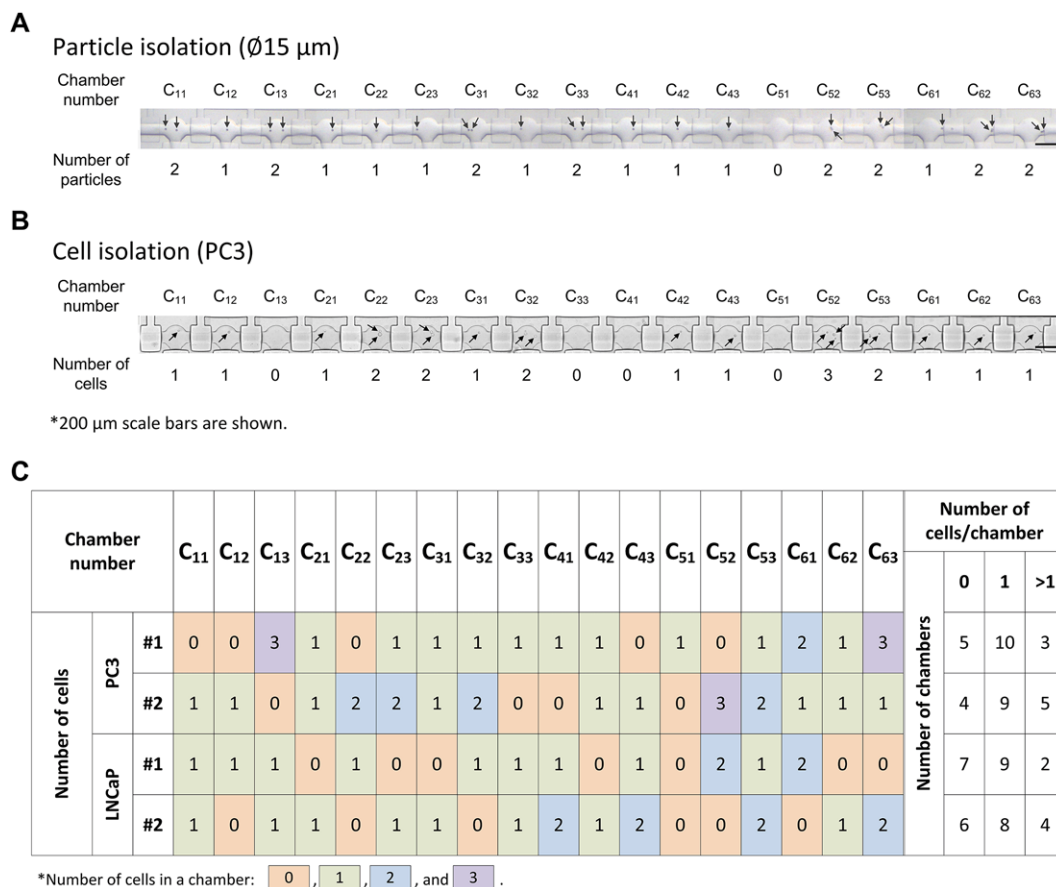 A
Particle isolation (Ø15 µm)
Chamber number C₁₁ C₁₂ C₁₃ C₂₁ C₂₂ C₂₃ C₃₁ C₃₂ C₃₃ C₄₁ C₄₂ C₄₃ C₅₁ C₅₂ C₅₃ C₆₁ C₆₂ C₆₃
Number of particles 2 1 2 1 1 1 2 1 2 1 1 1 0 2 2 1 2 2
B
Cell isolation (PC3)
Chamber number C₁₁ C₁₂ C₁₃ C₂₁ C₂₂ C₂₃ C₃₁ C₃₂ C₃₃ C₄₁ C₄₂ C₄₃ C₅₁ C₅₂ C₅₃ C₆₁ C₆₂ C₆₃
Number of cells 1 1 0 1 2 2 1 2 0 0 1 1 0 3 2 1 1 1
*200 µm scale bars are shown.
C
Chamber number C₁₁ C₁₂ C₁₃ C₂₁ C₂₂ C₂₃ C₃₁ C₃₂ C₃₃ C₄₁ C₄₂ C₄₃ C₅₁ C₅₂ C₅₃ C₆₁ C₆₂ C₆₃ Number of cells/chamber
0 1 >1
Number of cells
Number of chambers
PC3
#1 0 0 3 1 0 1 1 1 1 1 1 0 1 0 1 2 1 3 5 10 3
#2 1 1 0 1 2 2 1 2 0 0 1 1 0 3 2 1 1 1 4 9 5
LNCaP
#1 1 1 1 0 1 0 0 1 1 1 0 1 0 2 1 2 0 0 7 9 2
#2 1 0 1 1 0 1 1 0 1 2 1 2 0 0 2 0 1 2 6 8 4
*Number of cells in a chamber: 0 , 1 , 2 , and 3 .